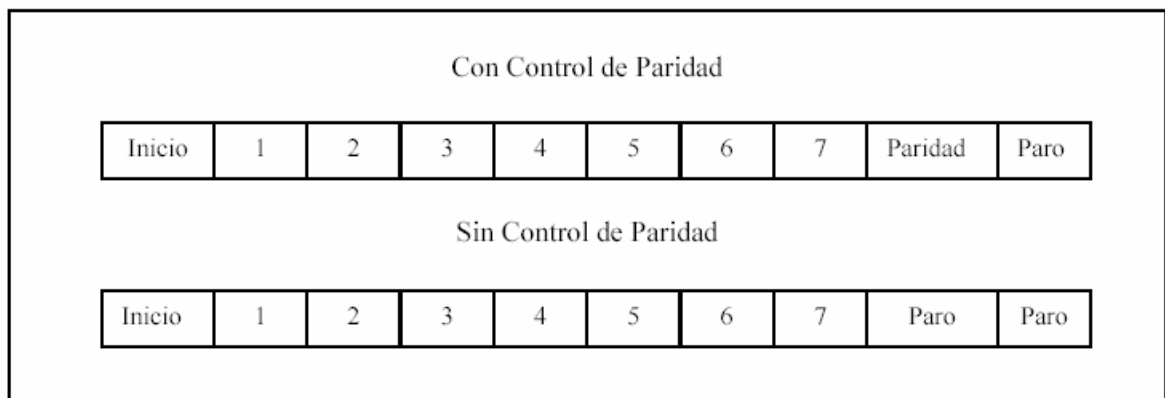 Con Control de Paridad
Inicio 1 2 3 4 5 6 7 Paridad Paro
Sin Control de Paridad
Inicio 1 2 3 4 5 6 7 Paro Paro